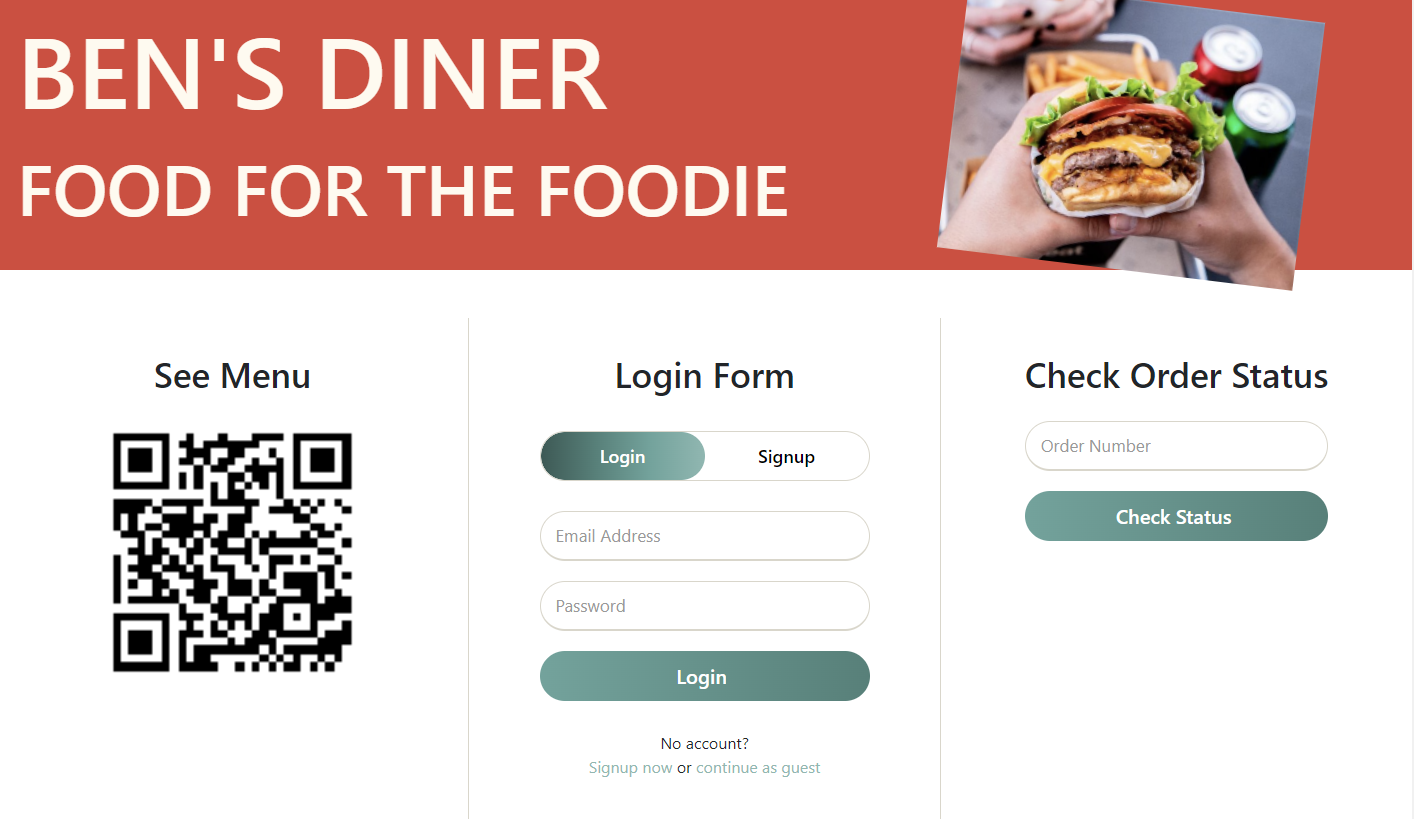 BEN'S DINER
FOOD FOR THE FOODIE
See Menu
Login Form
Login
Signup
Email Address
Password
Login
No account?
Signup now or continue as guest
Check Order Status
Order Number
Check Status